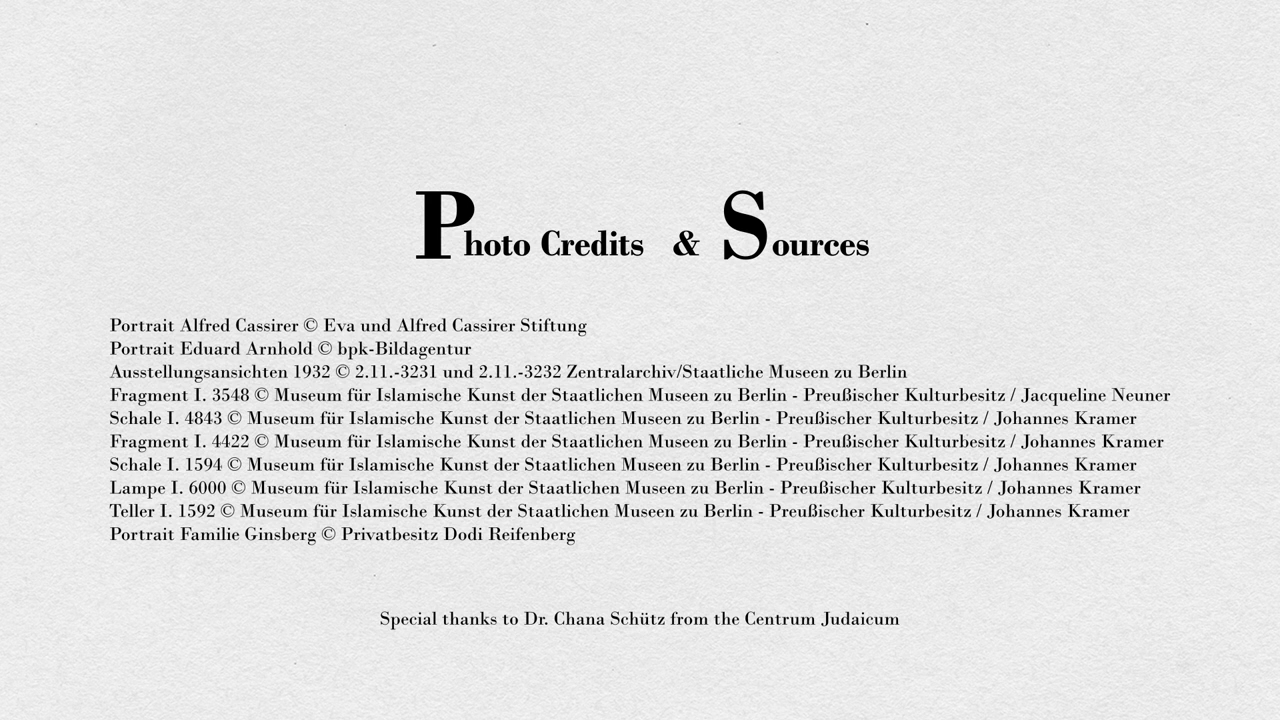 Photo Credits & Sources
Portrait Alfred Cassirer © Eva und Alfred Cassirer Stiftung
Portrait Eduard Arnhold © bpk-Bildagentur
Ausstellungsansichten 1932 © 2.11.-3231 und 2.11.-3232 Zentralarchiv/Staatliche Museen zu Berlin
Fragment I. 3548 © Museum für Islamische Kunst der Staatlichen Museen zu Berlin - Preußischer Kulturbesitz / Jacqueline Neuner
Schale I. 4843 © Museum für Islamische Kunst der Staatlichen Museen zu Berlin - Preußischer Kulturbesitz / Johannes Kramer
Fragment I. 4422 © Museum für Islamische Kunst der Staatlichen Museen zu Berlin - Preußischer Kulturbesitz / Johannes Kramer
Schale I. 1594 © Museum für Islamische Kunst der Staatlichen Museen zu Berlin - Preußischer Kulturbesitz / Johannes Kramer
Lampe I. 6000 © Museum für Islamische Kunst der Staatlichen Museen zu Berlin - Preußischer Kulturbesitz / Johannes Kramer
Teller I. 1592 © Museum für Islamische Kunst der Staatlichen Museen zu Berlin - Preußischer Kulturbesitz / Johannes Kramer
Portrait Familie Ginsberg © Privatbesitz Dodi Reifenberg
Special thanks to Dr. Chana Schütz from the Centrum Judaicum